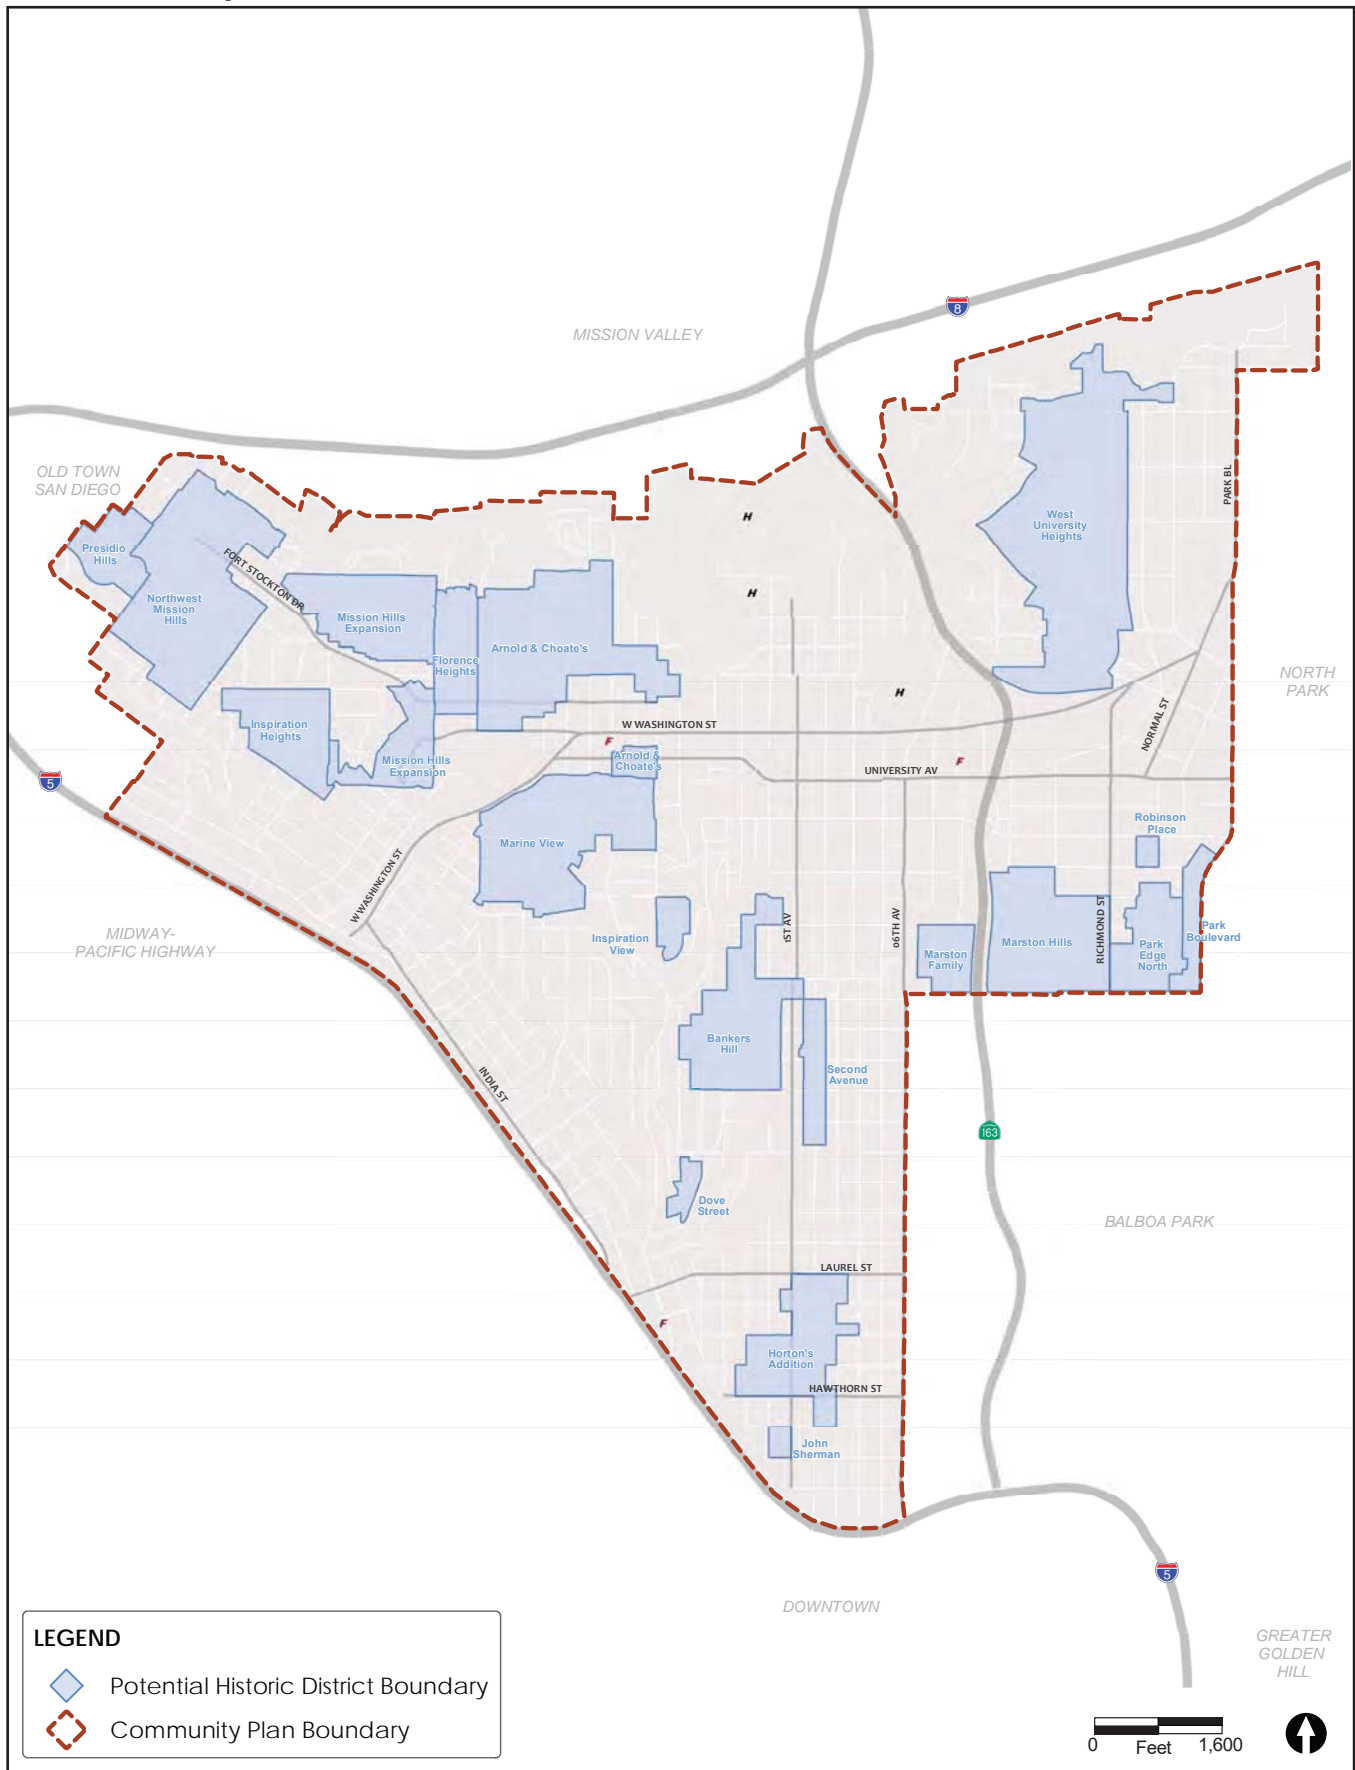 8
MISSION VALLEY
OLD TOWN
SAN DIEGO
PARK BL
West
University
Heights
H
H
Presidio
Hills
FORT STOCKTON DR
Northwest
Mission
Hills
Mission Hills
Expansion
Arnold & Choate's
Florence
Heights
NORTH
PARK
H
Inspiration
Heights
W WASHINGTON ST
NORMAL ST
F
Mission Hills
Expansion
Arnold &
Choate's
F
UNIVERSITY AV
5
Robinson
Place
Marine View
W WASHINGTON ST
MIDWAY-
PACIFIC HIGHWAY
Inspiration
View
1ST AV
06TH AV
Marston
Family
Marston Hills
RICHMOND ST
Park
Edge
North
Park
Boulevard
Bankers
Hill
Second
Avenue
INDIA ST
163
Dove
Street
BALBOA PARK
LAUREL ST
F
Horton's
Addition
HAWTHORN ST
John
Sherman
5
DOWNTOWN
GREATER
GOLDEN
HILL
LEGEND
Potential Historic District Boundary
Community Plan Boundary
0 Feet 1,600